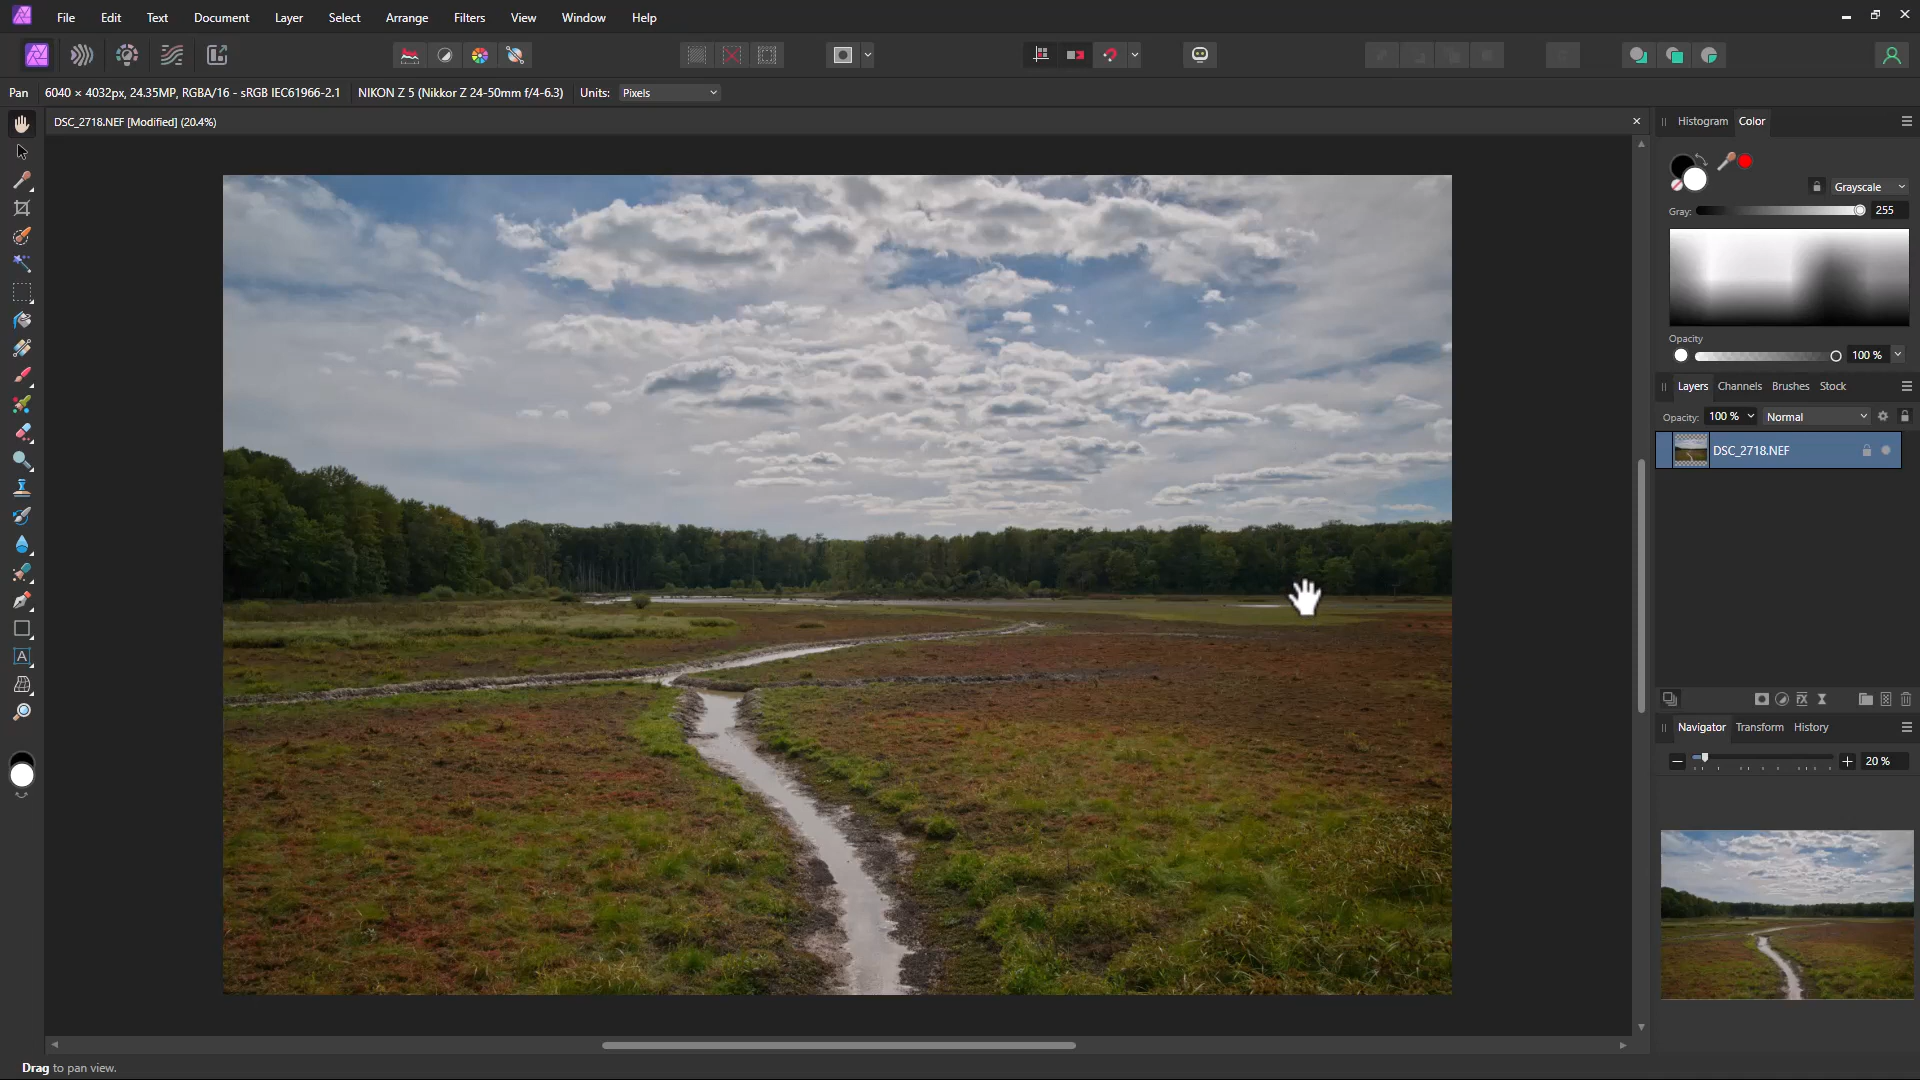 File Edit Text Document Layer Select Arrange Filters View Window Help
Pan 6040 × 4032px, 24.35MP, RGBA/16 - sRGB IEC61966-2.1 NIKON Z 5 (Nikkor Z 24-50mm f/4-6.3) Units: Pixels
DSC_2718.NEF [Modified] (20.4%)
Histogram Color
Grayscale
Gray: 255
Opacity
100 %
Layers Channels Brushes Stock
Opacity: 100 % Normal
DSC_2718.NEF
Navigator Transform History
20 %
Drag to pan view.